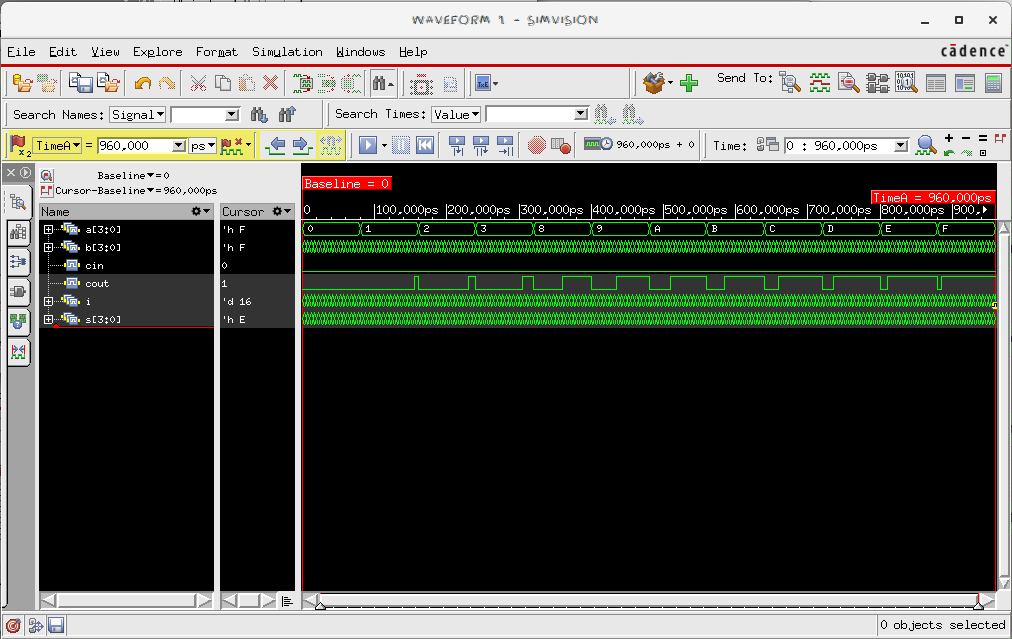 WAVEFORM 1 - SIMVISION
File Edit View Explore Format Simulation Windows Help
cādence
Send To:
Search Names: Signal
Search Times: Value
TimeA = 960,000 ps
960,000ps + 0
Time: 0 : 960,000ps
Baseline=0
Cursor-Baseline=960,000ps
Baseline = 0
TimeA = 960,000ps
Name Cursor
0 100,000ps 200,000ps 300,000ps 400,000ps 500,000ps 600,000ps 700,000ps 800,000ps 900,
a[3:0] 'h F 0 1 2 3 8 9 A B C D E F
b[3:0] 'h F
cin 0
cout 1
i 'd 16
s[3:0] 'h E
0 objects selected